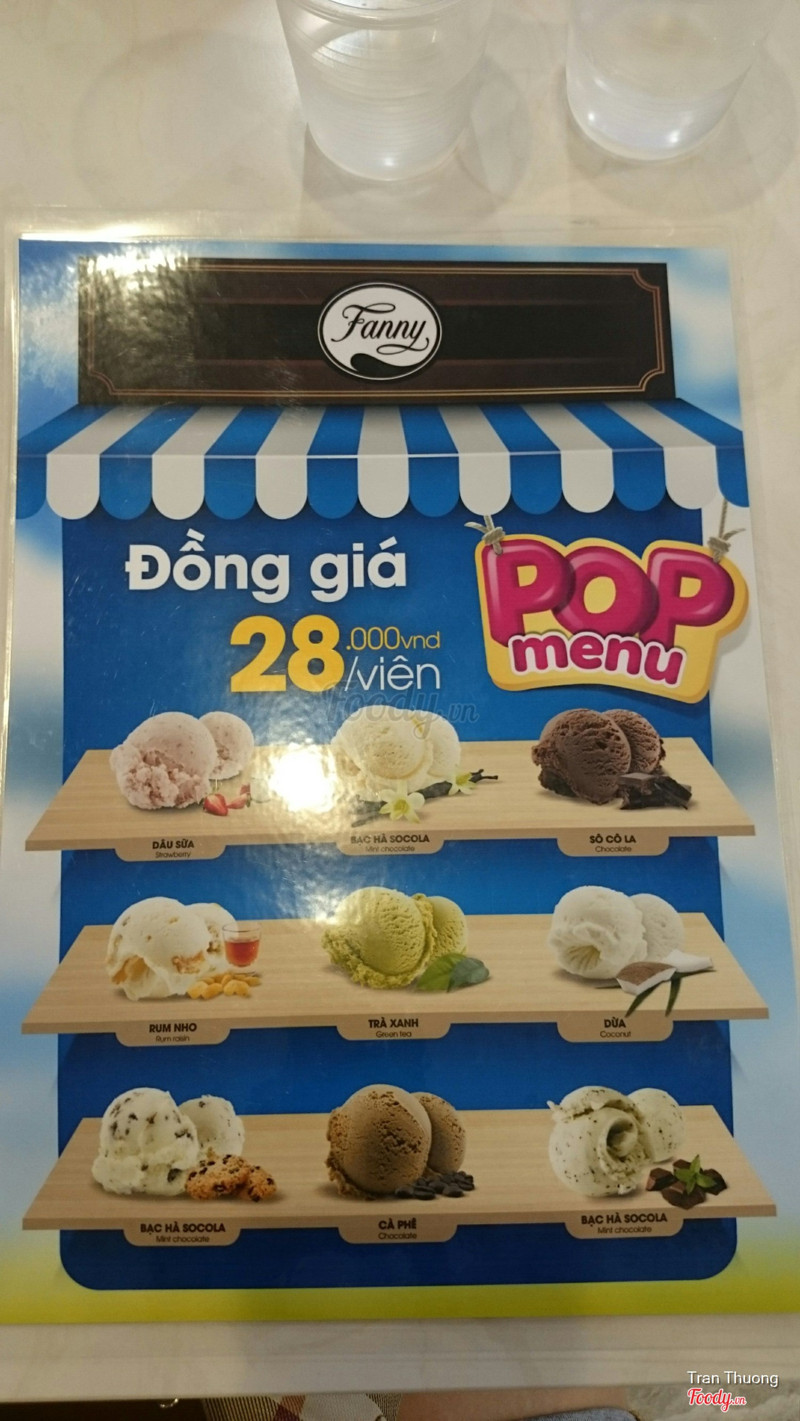 Fanny
Đồng giá
28.000vnd
/viên
POP
menu
Foody.vn
DÂU SỮA
Strawberry
BẠC HÀ SOCOLA
Mint chocolate
SÔ CÔ LA
Chocolate
RUM NHO
Rum raisin
TRÀ XANH
Green tea
DỪA
Coconut
BẠC HÀ SOCOLA
Mint chocolate
CÀ PHÊ
Chocolate
BẠC HÀ SOCOLA
Mint chocolate
Tran Thuong
Foody.vn